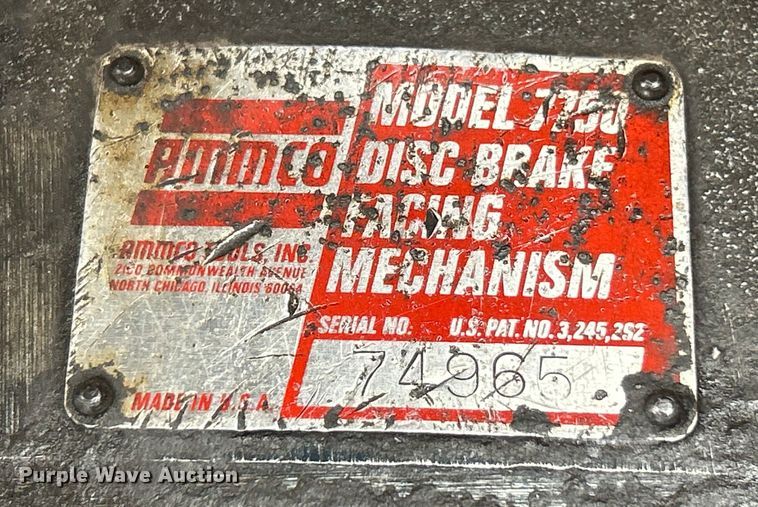 AMMCO
AMMCO TOOLS, INC.
COMMONWEALTH AVENUE
NORTH CHICAGO, ILLINOIS 60064
MADE IN U.S.A.
MODEL 7750
DISC BRAKE
FACING
MECHANISM
SERIAL NO. U.S. PAT. NO. 3,245,292
74965
Purple Wave Auction